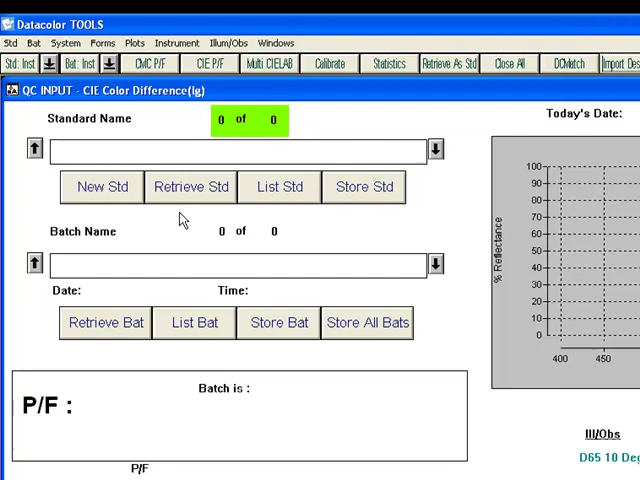 Datacolor TOOLS
Std Bat System Forms Plots Instrument Illum/Obs Windows
Std: Inst Bat: Inst CMC P/F CIE P/F Multi CIELAB Calibrate Statistics Retrieve As Std Close All DCMatch Import Des
QC INPUT - CIE Color Difference(lg)
Standard Name 0 of 0 Today's Date:
New Std Retrieve Std List Std Store Std
Batch Name 0 of 0
Date: Time:
Retrieve Bat List Bat Store Bat Store All Bats
% Reflectance
100
90
80
70
60
50
40
30
20
10
0
400 450
Batch is :
P/F :
P/F
Ill/Obs
D65 10 Deg